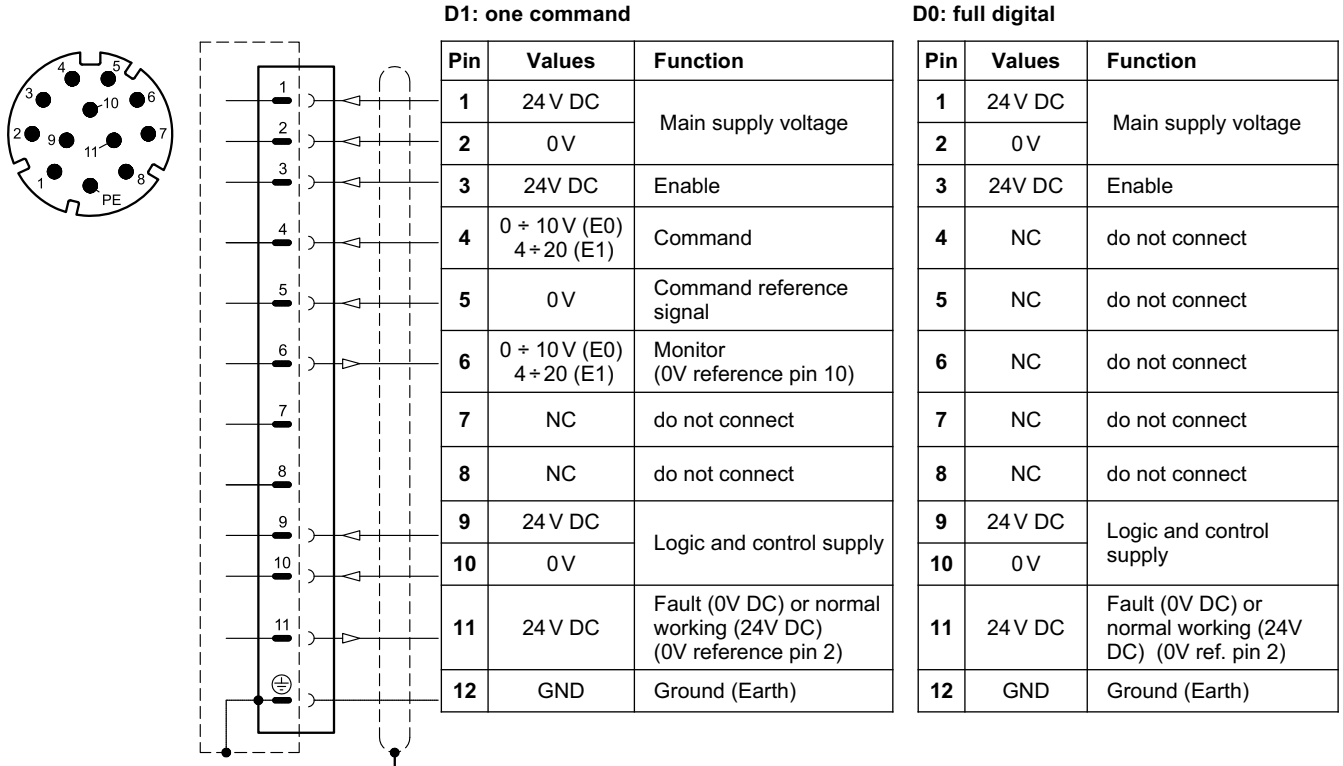 D1: one command
D0: full digital
4
5
3
10
6
2
9
11
7
1
8
PE
1
2
3
4
5
6
7
8
9
10
11
Pin Values Function
1 24 V DC Main supply voltage
2 0 V
3 24V DC Enable
4 0 ÷ 10 V (E0) Command
4 ÷ 20 (E1)
5 0 V Command reference
signal
6 0 ÷ 10 V (E0) Monitor
4 ÷ 20 (E1) (0V reference pin 10)
7 NC do not connect
8 NC do not connect
9 24 V DC Logic and control supply
10 0 V
11 24 V DC Fault (0V DC) or normal
working (24V DC)
(0V reference pin 2)
12 GND Ground (Earth)
Pin Values Function
1 24 V DC Main supply voltage
2 0 V
3 24V DC Enable
4 NC do not connect
5 NC do not connect
6 NC do not connect
7 NC do not connect
8 NC do not connect
9 24 V DC Logic and control
10 0 V supply
11 24 V DC Fault (0V DC) or
normal working (24V
DC) (0V ref. pin 2)
12 GND Ground (Earth)